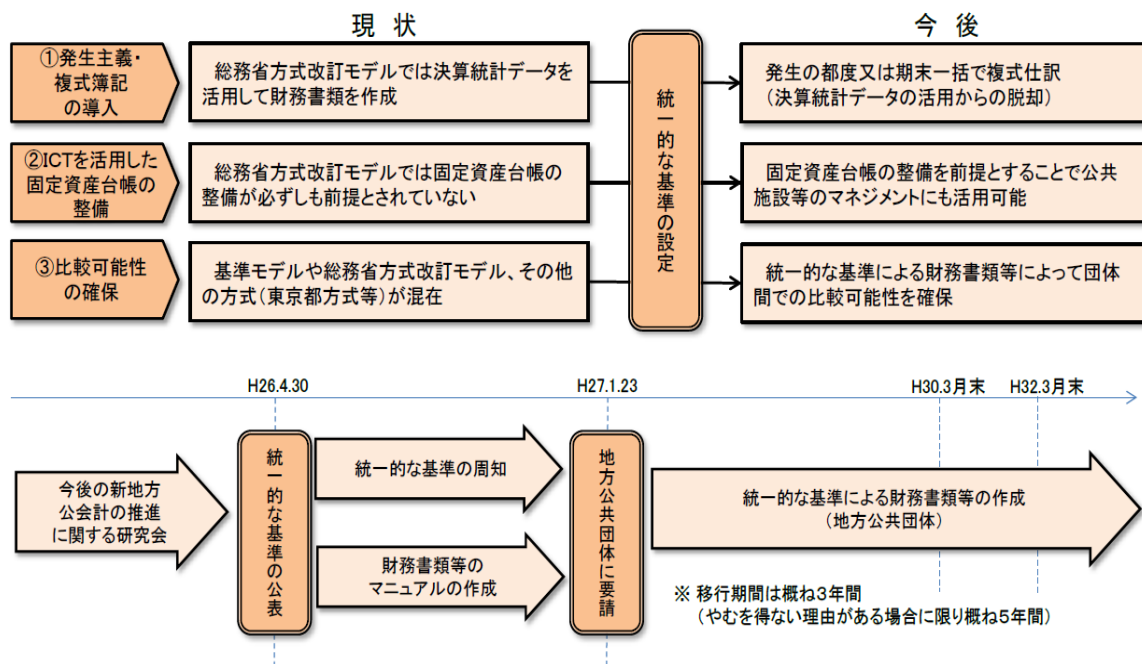 現 状
今 後
①発生主義・
複式簿記
の導入
総務省方式改訂モデルでは決算統計データを
活用して財務書類を作成
発生の都度又は期末一括で複式仕訳
(決算統計データの活用からの脱却)
②ICTを活用した
固定資産台帳の
整備
総務省方式改訂モデルでは固定資産台帳の
整備が必ずしも前提とされていない
固定資産台帳の整備を前提とすることで公共
施設等のマネジメントにも活用可能
③比較可能性
の確保
基準モデルや総務省方式改訂モデル、その他
の方式(東京都方式等)が混在
統一的な基準による財務書類等によって団体
間での比較可能性を確保
統一的な基準の設定
H26.4.30
H27.1.23
H30.3月末
H32.3月末
今後の新地方
公会計の推進
に関する研究会
統一的な基準の公表
統一的な基準の周知
財務書類等の
マニュアルの作成
地方公共団体に要請
統一的な基準による財務書類等の作成
(地方公共団体)
※ 移行期間は概ね3年間
(やむを得ない理由がある場合に限り概ね5年間)